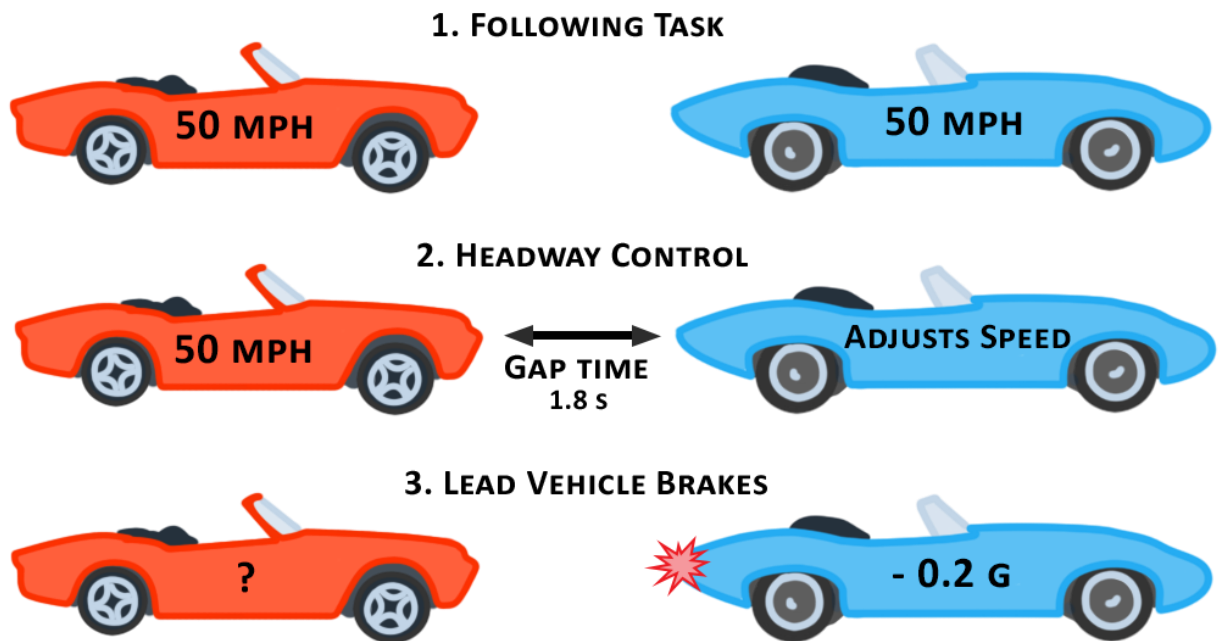 1. Following Task
50 mph
50 mph
2. Headway Control
50 mph
Gap time
1.8 s
Adjusts Speed
3. Lead Vehicle Brakes
?
- 0.2 g